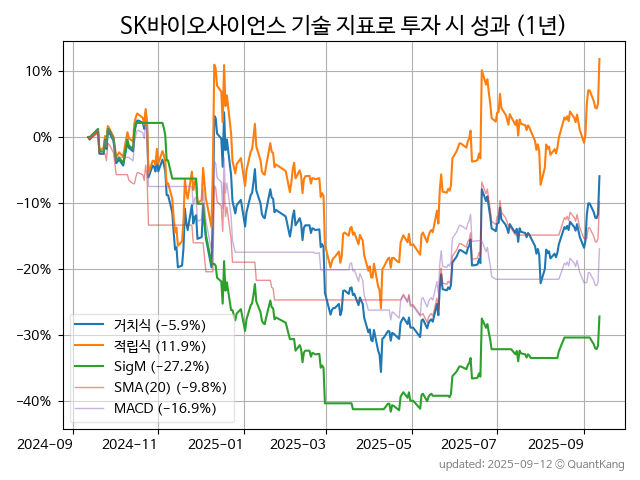 SK바이오사이언스 기술 지표로 투자 시 성과 (1년)
10%
0%
−10%
−20%
−30%
−40%
거치식 (−5.9%)
적립식 (11.9%)
SigM (−27.2%)
SMA(20) (−9.8%)
MACD (−16.9%)
2024-09 2024-11 2025-01 2025-03 2025-05 2025-07 2025-09
updated: 2025-09-12 © QuantKang